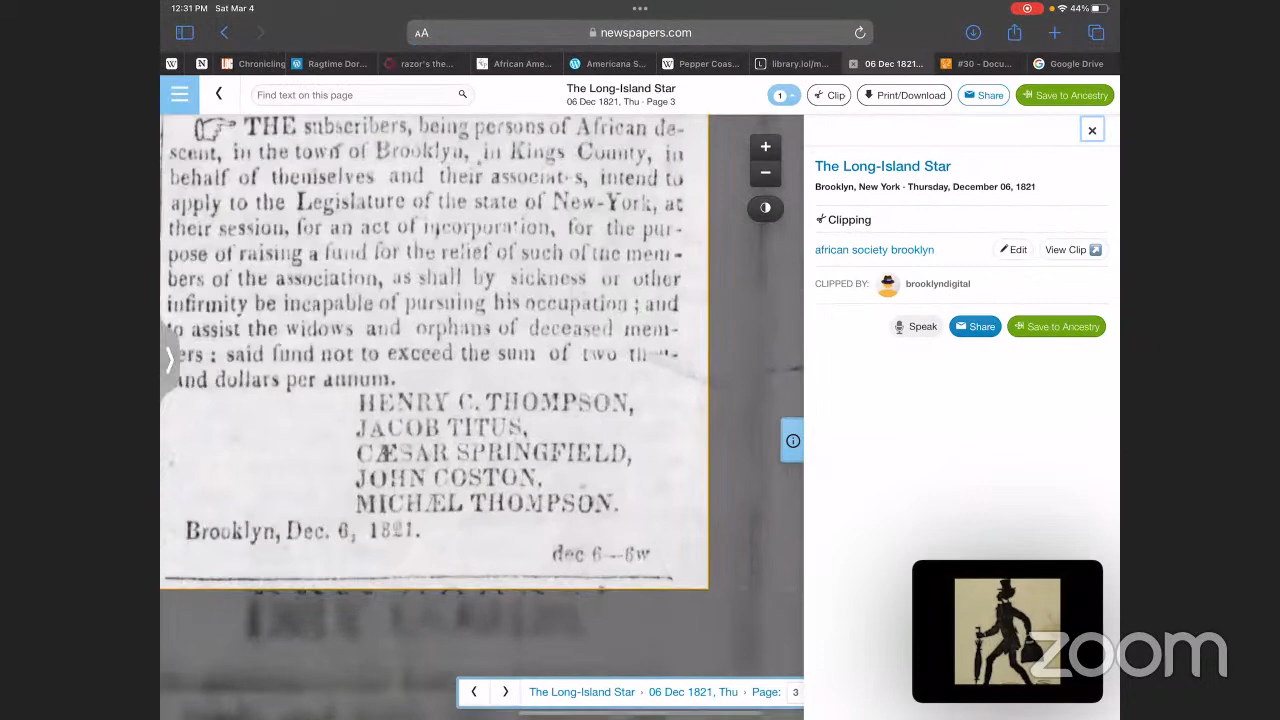 12:31 PM Sat Mar 4
44%
AA
newspapers.com
W
N
Chronicling
Ragtime Dor...
razor's the...
African Ame...
Americana S...
Pepper Coas...
library.lol/m...
06 Dec 1821...
#30 - Docu...
Google Drive
Find text on this page
The Long-Island Star
06 Dec 1821, Thu · Page 3
1
Clip
Print/Download
Share
Save to Ancestry
THE subscribers, being persons of African de-
scent, in the town of Brooklyn, in Kings County, in
behalf of themselves and their associates, intend to
apply to the Legislature of the state of New-York, at
their session, for an act of incorporation, for the pur-
pose of raising a fund for the relief of such of the mem-
bers of the association, as shall by sickness or other
infirmity be incapable of pursuing his occupation; and
to assist the widows and orphans of deceased mem-
ers: said fund not to exceed the sum of two
and dollars per annum.
HENRY C. THOMPSON,
JACOB TITUS,
CÆSAR SPRINGFIELD,
JOHN COSTON,
MICHÆL THOMPSON.
Brooklyn, Dec. 6, 1821.
dec 6—6w
The Long-Island Star
Brooklyn, New York · Thursday, December 06, 1821
Clipping
african society brooklyn
Edit
View Clip
CLIPPED BY:
brooklyndigital
Speak
Share
Save to Ancestry
The Long-Island Star › 06 Dec 1821, Thu › Page: 3
zoom